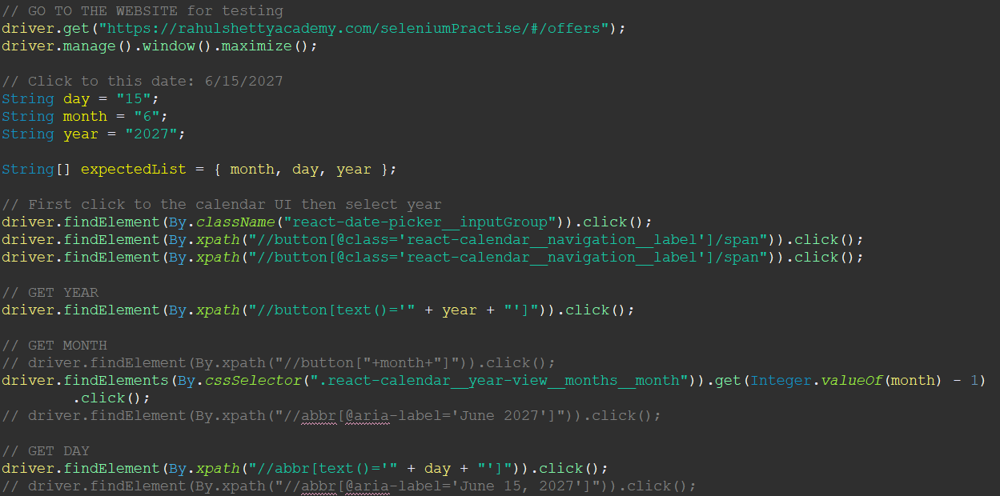 // GO TO THE WEBSITE for testing
driver.get("https://rahulshettyacademy.com/seleniumPractise/#/offers");
driver.manage().window().maximize();
// Click to this date: 6/15/2027
String day = "15";
String month = "6";
String year = "2027";
String[] expectedList = { month, day, year };
// First click to the calendar UI then select year
driver.findElement(By.className("react-date-picker__inputGroup")).click();
driver.findElement(By.xpath("//button[@class='react-calendar__navigation__label']/span")).click();
driver.findElement(By.xpath("//button[@class='react-calendar__navigation__label']/span")).click();
// GET YEAR
driver.findElement(By.xpath("//button[text()='" + year + "']")).click();
// GET MONTH
// driver.findElement(By.xpath("//button["+month+"]")).click();
driver.findElements(By.cssSelector(".react-calendar__year-view__months__month")).get(Integer.valueOf(month) - 1)
.click();
// driver.findElement(By.xpath("//abbr[@aria-label='June 2027']")).click();
// GET DAY
driver.findElement(By.xpath("//abbr[text()='" + day + "']")).click();
// driver.findElement(By.xpath("//abbr[@aria-label='June 15, 2027']")).click();